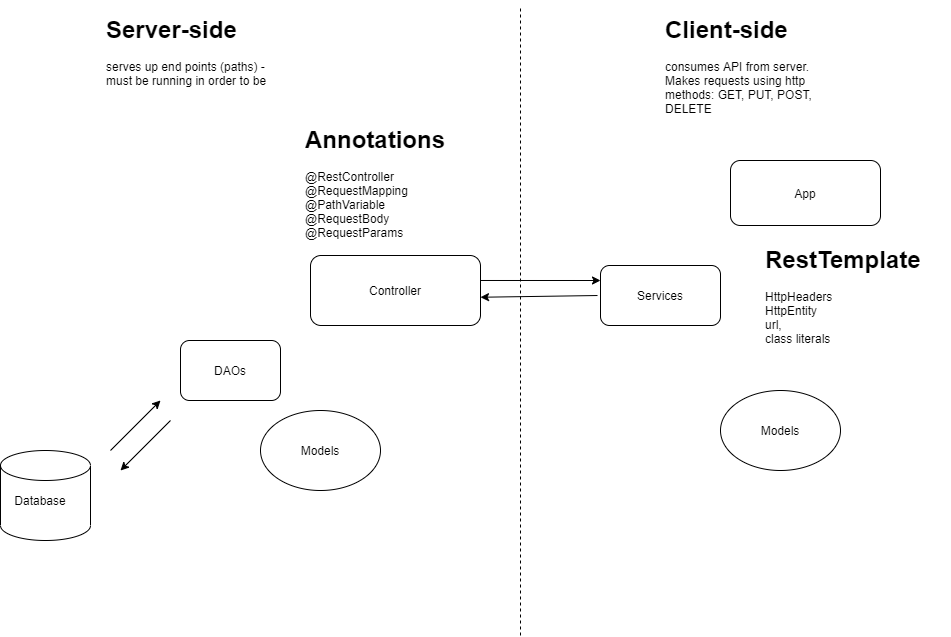 Server-side
serves up end points (paths) -
must be running in order to be
Client-side
consumes API from server.
Makes requests using http
methods: GET, PUT, POST,
DELETE
Annotations
@RestController
@RequestMapping
@PathVariable
@RequestBody
@RequestParams
App
RestTemplate
HttpHeaders
HttpEntity
url,
class literals
Controller
Services
DAOs
Models
Models
Database